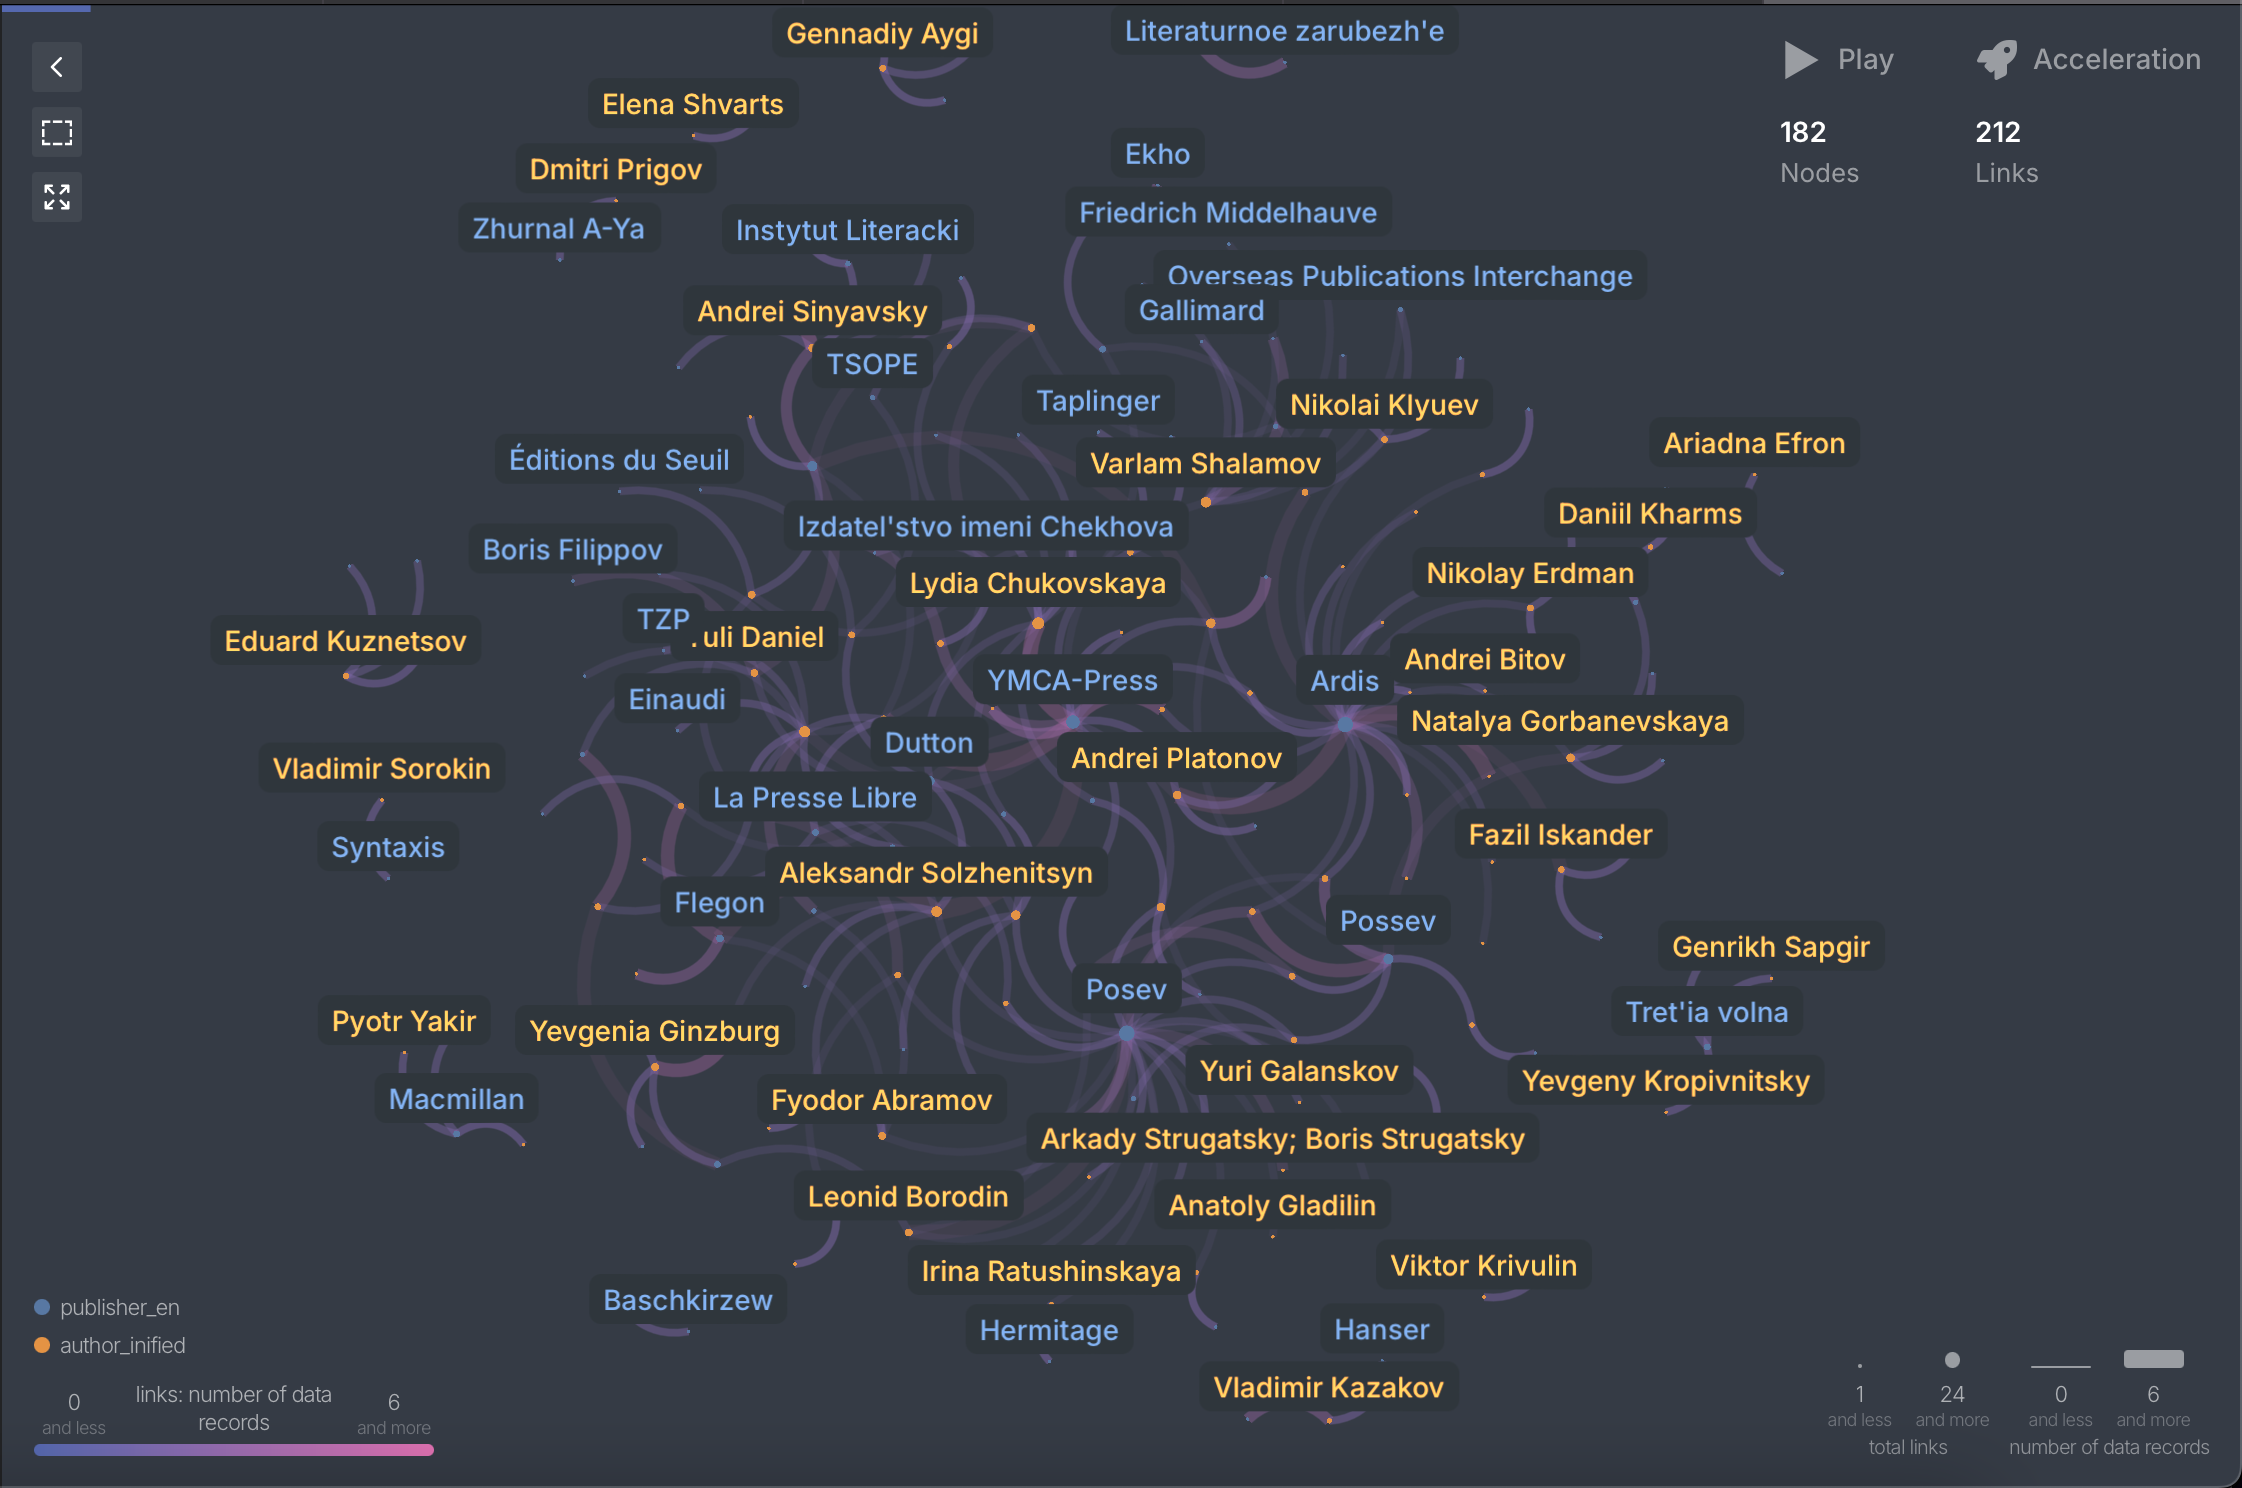 Gennadiy Aygi
Literaturnoe zarubezh'e
Play
Acceleration
Elena Shvarts
182
Nodes
212
Links
Ekho
Dmitri Prigov
Friedrich Middelhauve
Zhurnal A-Ya
Instytut Literacki
Overseas Publications Interchange
Andrei Sinyavsky
Gallimard
TSOPE
Taplinger
Nikolai Klyuev
Ariadna Efron
Éditions du Seuil
Varlam Shalamov
Daniil Kharms
Izdatel'stvo imeni Chekhova
Boris Filippov
Lydia Chukovskaya
Nikolay Erdman
TZP
uli Daniel
Eduard Kuznetsov
Andrei Bitov
YMCA-Press
Ardis
Einaudi
Natalya Gorbanevskaya
Dutton
Andrei Platonov
Vladimir Sorokin
La Presse Libre
Fazil Iskander
Syntaxis
Aleksandr Solzhenitsyn
Flegon
Possev
Genrikh Sapgir
Posev
Tret'ia volna
Pyotr Yakir
Yevgenia Ginzburg
Yuri Galanskov
Yevgeny Kropivnitsky
Macmillan
Fyodor Abramov
Arkady Strugatsky; Boris Strugatsky
Leonid Borodin
Anatoly Gladilin
Irina Ratushinskaya
Viktor Krivulin
Baschkirzew
Hermitage
Hanser
Vladimir Kazakov
publisher_en
author_inified
0
and less
links: number of data
records
6
and more
1
and less
24
and more
total links
0
and less
6
and more
number of data records